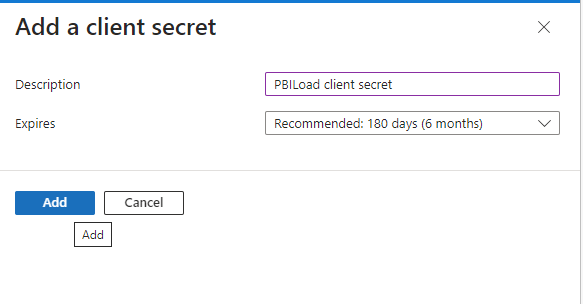 Add a client secret
Description
PBILoad client secret
Expires
Recommended: 180 days (6 months)
Add
Cancel
Add